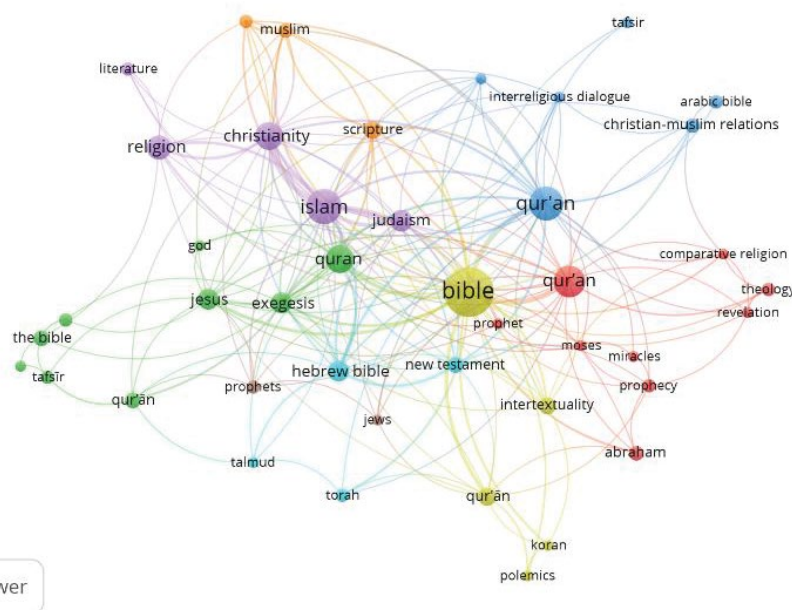 muslim
tafsir
literature
interreligious dialogue
arabic bible
christian-muslim relations
christianity
scripture
religion
islam
qur'an
judaism
god
quran
comparative religion
qur'an
bible
theology
jesus
exegesis
revelation
prophet
the bible
moses
miracles
new testament
hebrew bible
tafsīr
prophets
prophecy
qur'ān
intertextuality
jews
abraham
talmud
torah
qur'ān
koran
polemics
wer